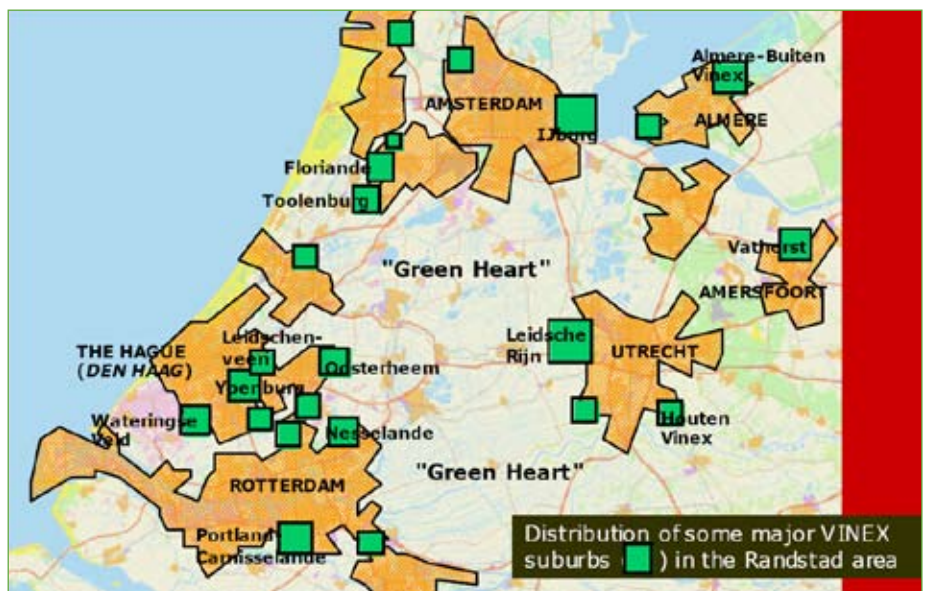 Almere-Buiten
Vinex
AMSTERDAM
ALMERE
IJburg
Floriande
Toolenburg
Vathorst
"Green Heart"
AMERSFOORT
Leidschen-
veen
Leidsche
Rijn
THE HAGUE
(DEN HAAG)
UTRECHT
Oosterheem
Ypenburg
Wateringse
Veld
Houten
Vinex
Nesselande
"Green Heart"
ROTTERDAM
Portland
Carnisselande
Distribution of some major VINEX
suburbs ( ) in the Randstad area